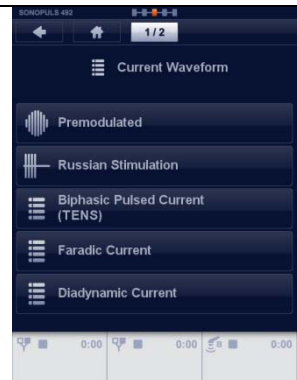 SONOPULS 492
1/2
Current Waveform
Premodulated
Russian Stimulation
Biphasic Pulsed Current
(TENS)
Faradic Current
Diadynamic Current
0:00 0:00 0:00